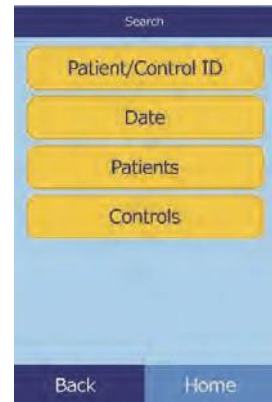 Search
Patient/Control ID
Date
Patients
Controls
Back Home